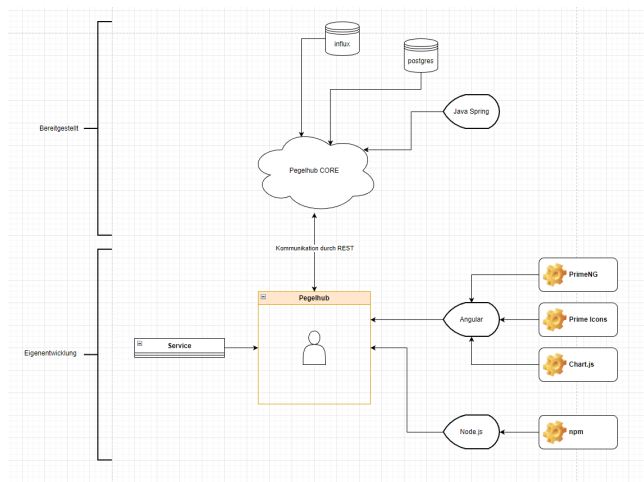 influx
postgres
Java Spring
Bereitgestellt
Pegelhub CORE
Kommunikation durch REST
PrimeNG
Pegelhub
Angular
Prime Icons
Service
Eigenentwicklung
Chart.js
Node.js
npm